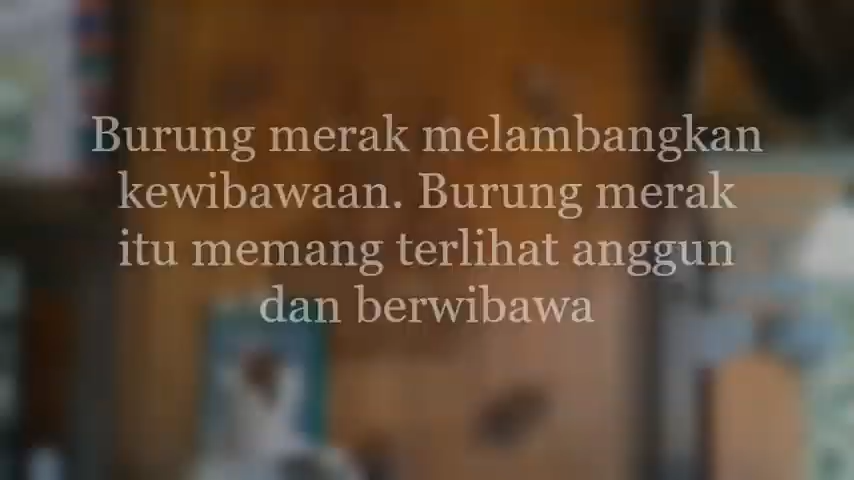 Burung merak melambangkan
kewibawaan. Burung merak
itu memang terlihat anggun
dan berwibawa